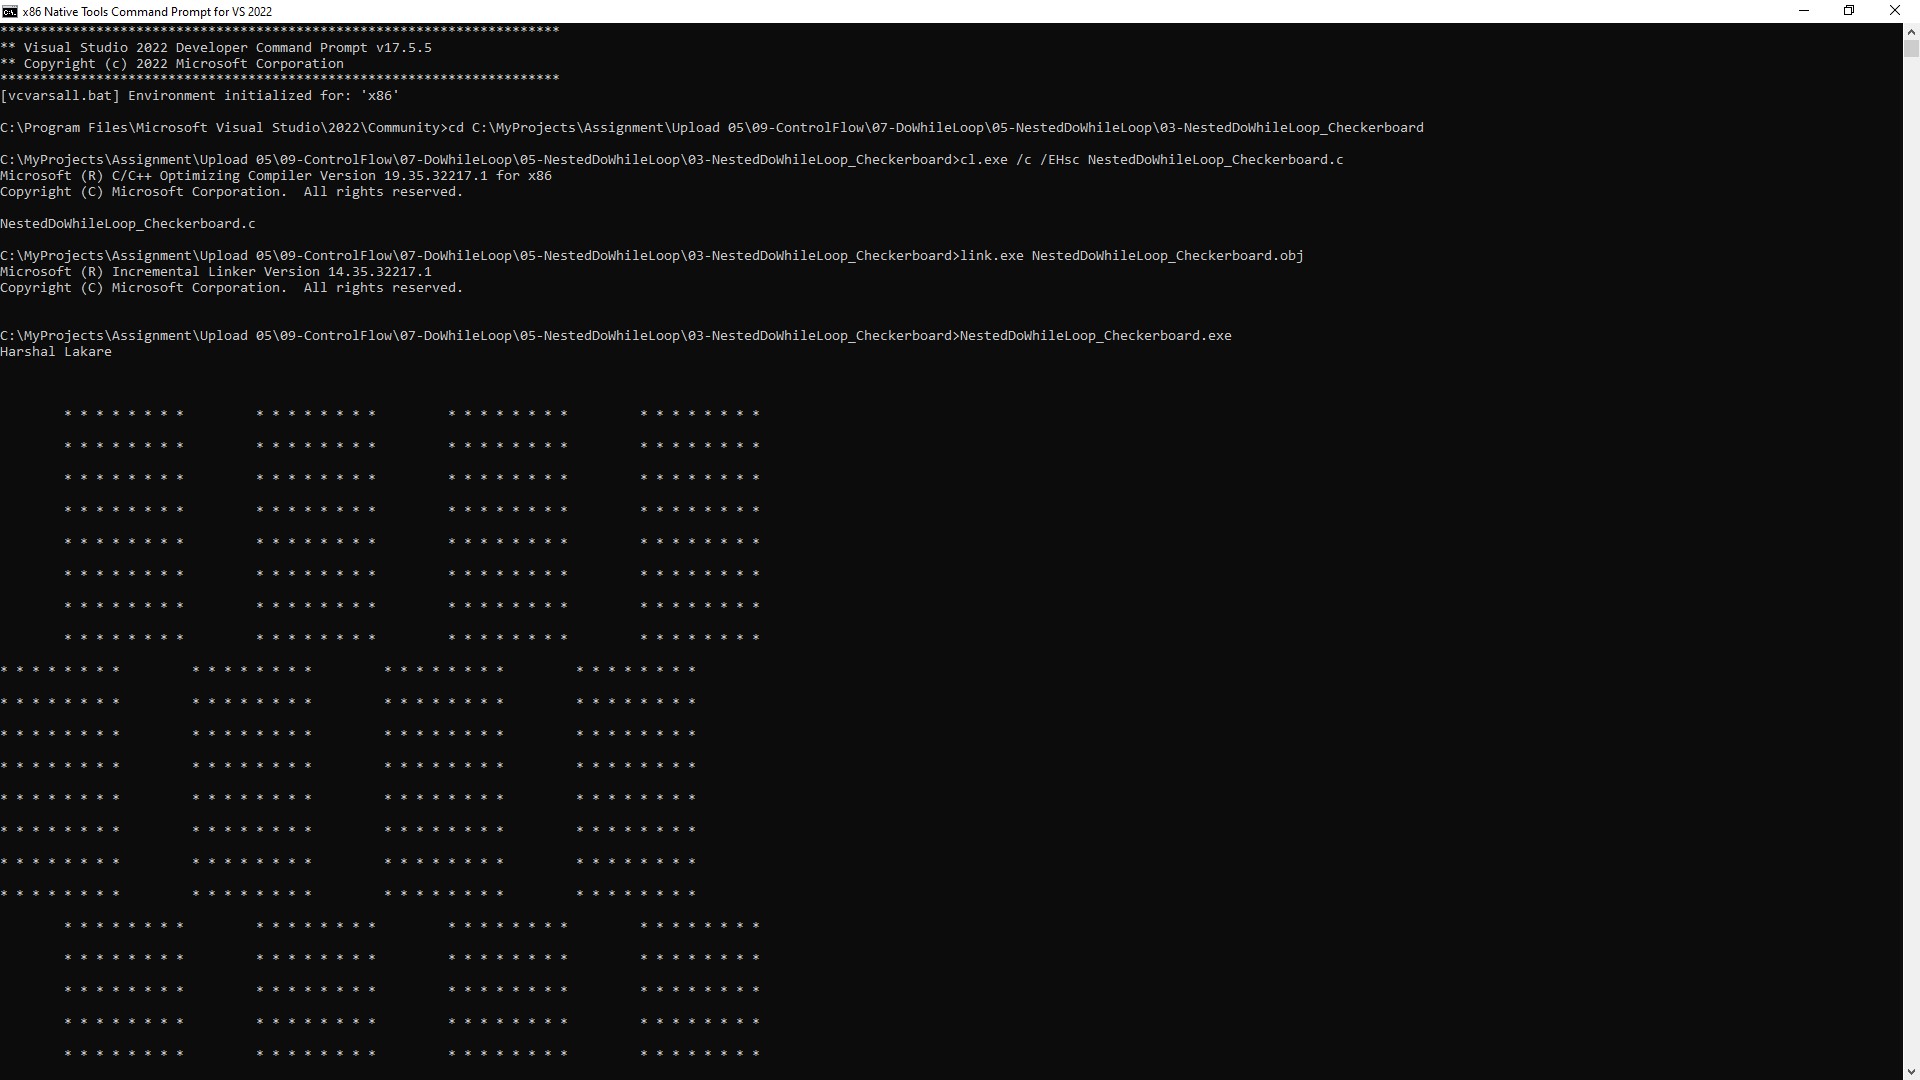 x86 Native Tools Command Prompt for VS 2022
**********************************************************************
** Visual Studio 2022 Developer Command Prompt v17.5.5
** Copyright (c) 2022 Microsoft Corporation
**********************************************************************
[vcvarsall.bat] Environment initialized for: 'x86'
C:\Program Files\Microsoft Visual Studio\2022\Community>cd C:\MyProjects\Assignment\Upload 05\09-ControlFlow\07-DoWhileLoop\05-NestedDoWhileLoop\03-NestedDoWhileLoop_Checkerboard
C:\MyProjects\Assignment\Upload 05\09-ControlFlow\07-DoWhileLoop\05-NestedDoWhileLoop\03-NestedDoWhileLoop_Checkerboard>cl.exe /c /EHsc NestedDoWhileLoop_Checkerboard.c
Microsoft (R) C/C++ Optimizing Compiler Version 19.35.32217.1 for x86
Copyright (C) Microsoft Corporation.  All rights reserved.
NestedDoWhileLoop_Checkerboard.c
C:\MyProjects\Assignment\Upload 05\09-ControlFlow\07-DoWhileLoop\05-NestedDoWhileLoop\03-NestedDoWhileLoop_Checkerboard>link.exe NestedDoWhileLoop_Checkerboard.obj
Microsoft (R) Incremental Linker Version 14.35.32217.1
Copyright (C) Microsoft Corporation.  All rights reserved.
C:\MyProjects\Assignment\Upload 05\09-ControlFlow\07-DoWhileLoop\05-NestedDoWhileLoop\03-NestedDoWhileLoop_Checkerboard>NestedDoWhileLoop_Checkerboard.exe
Harshal Lakare
        * * * * * * * *         * * * * * * * *         * * * * * * * *         * * * * * * * *
        * * * * * * * *         * * * * * * * *         * * * * * * * *         * * * * * * * *
        * * * * * * * *         * * * * * * * *         * * * * * * * *         * * * * * * * *
        * * * * * * * *         * * * * * * * *         * * * * * * * *         * * * * * * * *
        * * * * * * * *         * * * * * * * *         * * * * * * * *         * * * * * * * *
        * * * * * * * *         * * * * * * * *         * * * * * * * *         * * * * * * * *
        * * * * * * * *         * * * * * * * *         * * * * * * * *         * * * * * * * *
        * * * * * * * *         * * * * * * * *         * * * * * * * *         * * * * * * * *
* * * * * * * *         * * * * * * * *         * * * * * * * *         * * * * * * * *
* * * * * * * *         * * * * * * * *         * * * * * * * *         * * * * * * * *
* * * * * * * *         * * * * * * * *         * * * * * * * *         * * * * * * * *
* * * * * * * *         * * * * * * * *         * * * * * * * *         * * * * * * * *
* * * * * * * *         * * * * * * * *         * * * * * * * *         * * * * * * * *
* * * * * * * *         * * * * * * * *         * * * * * * * *         * * * * * * * *
* * * * * * * *         * * * * * * * *         * * * * * * * *         * * * * * * * *
* * * * * * * *         * * * * * * * *         * * * * * * * *         * * * * * * * *
        * * * * * * * *         * * * * * * * *         * * * * * * * *         * * * * * * * *
        * * * * * * * *         * * * * * * * *         * * * * * * * *         * * * * * * * *
        * * * * * * * *         * * * * * * * *         * * * * * * * *         * * * * * * * *
        * * * * * * * *         * * * * * * * *         * * * * * * * *         * * * * * * * *
        * * * * * * * *         * * * * * * * *         * * * * * * * *         * * * * * * * *